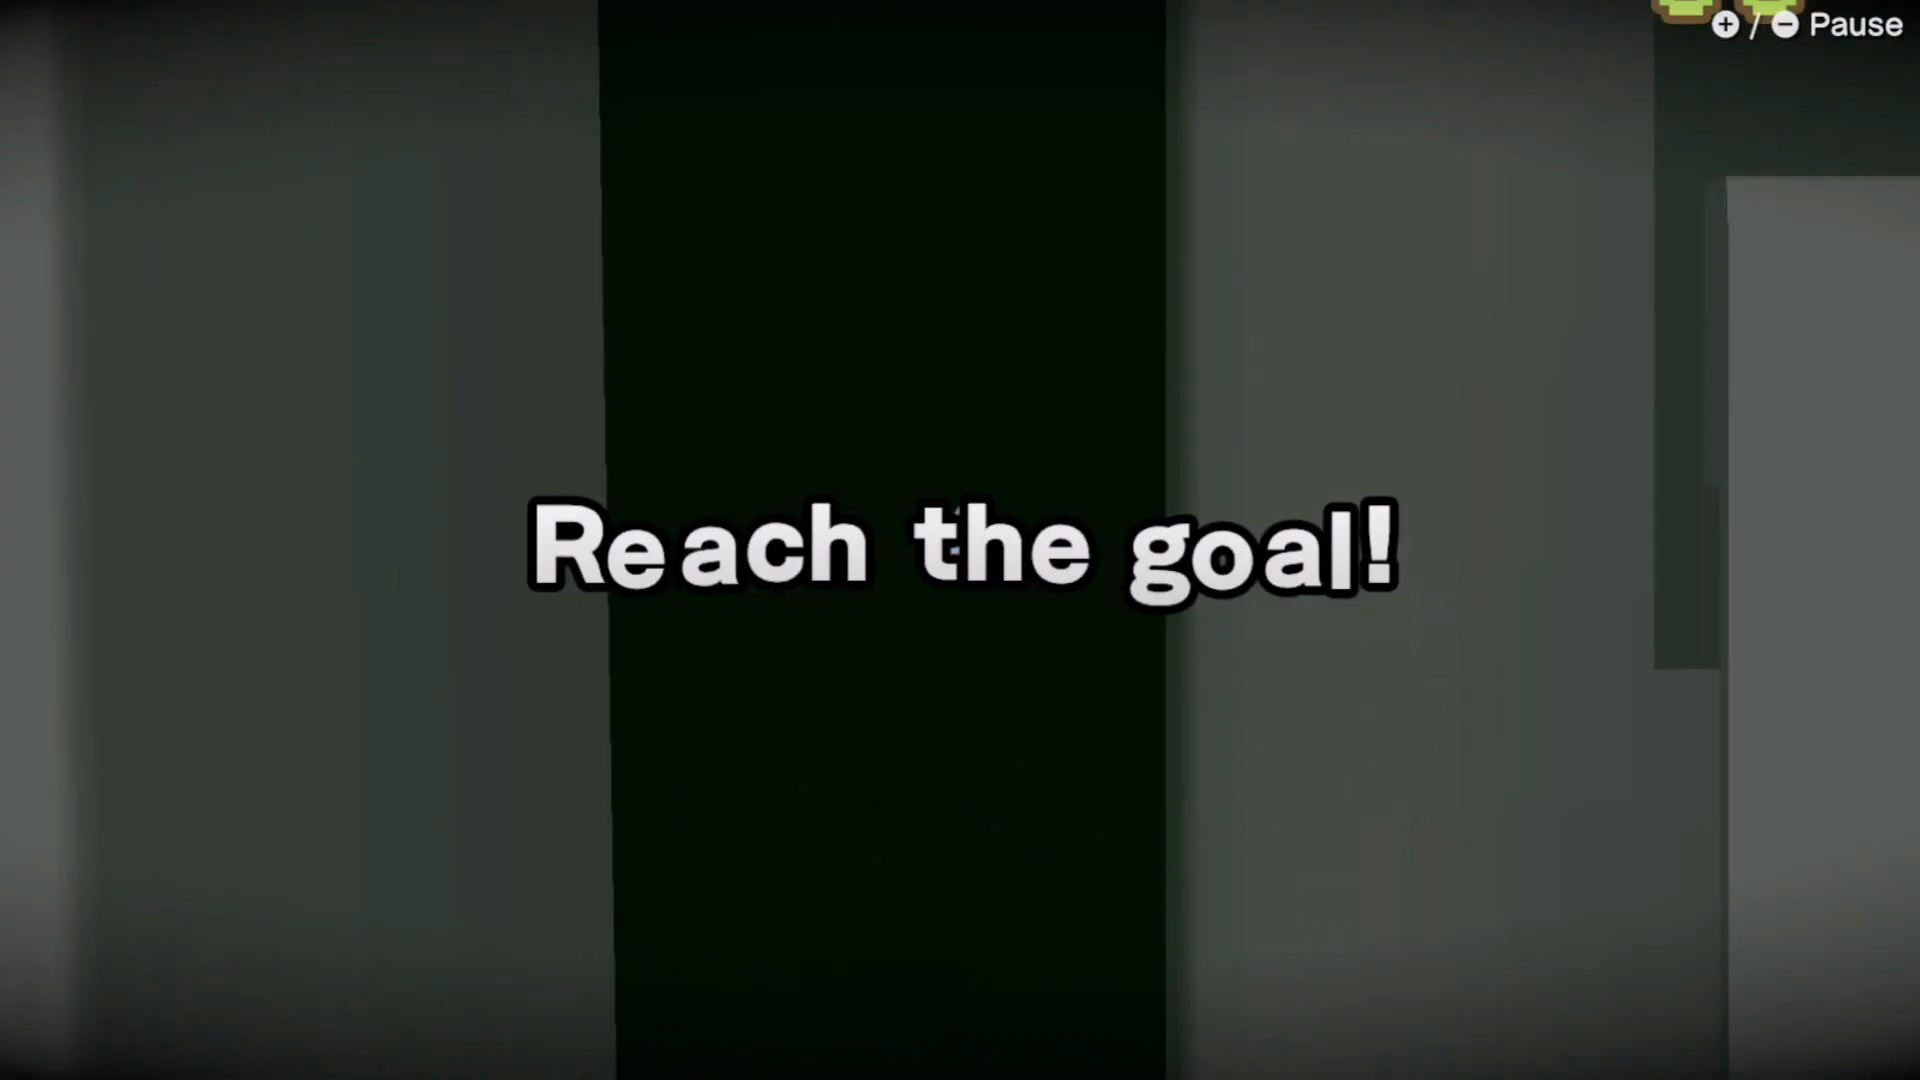 + / - Pause
Reach the goal!